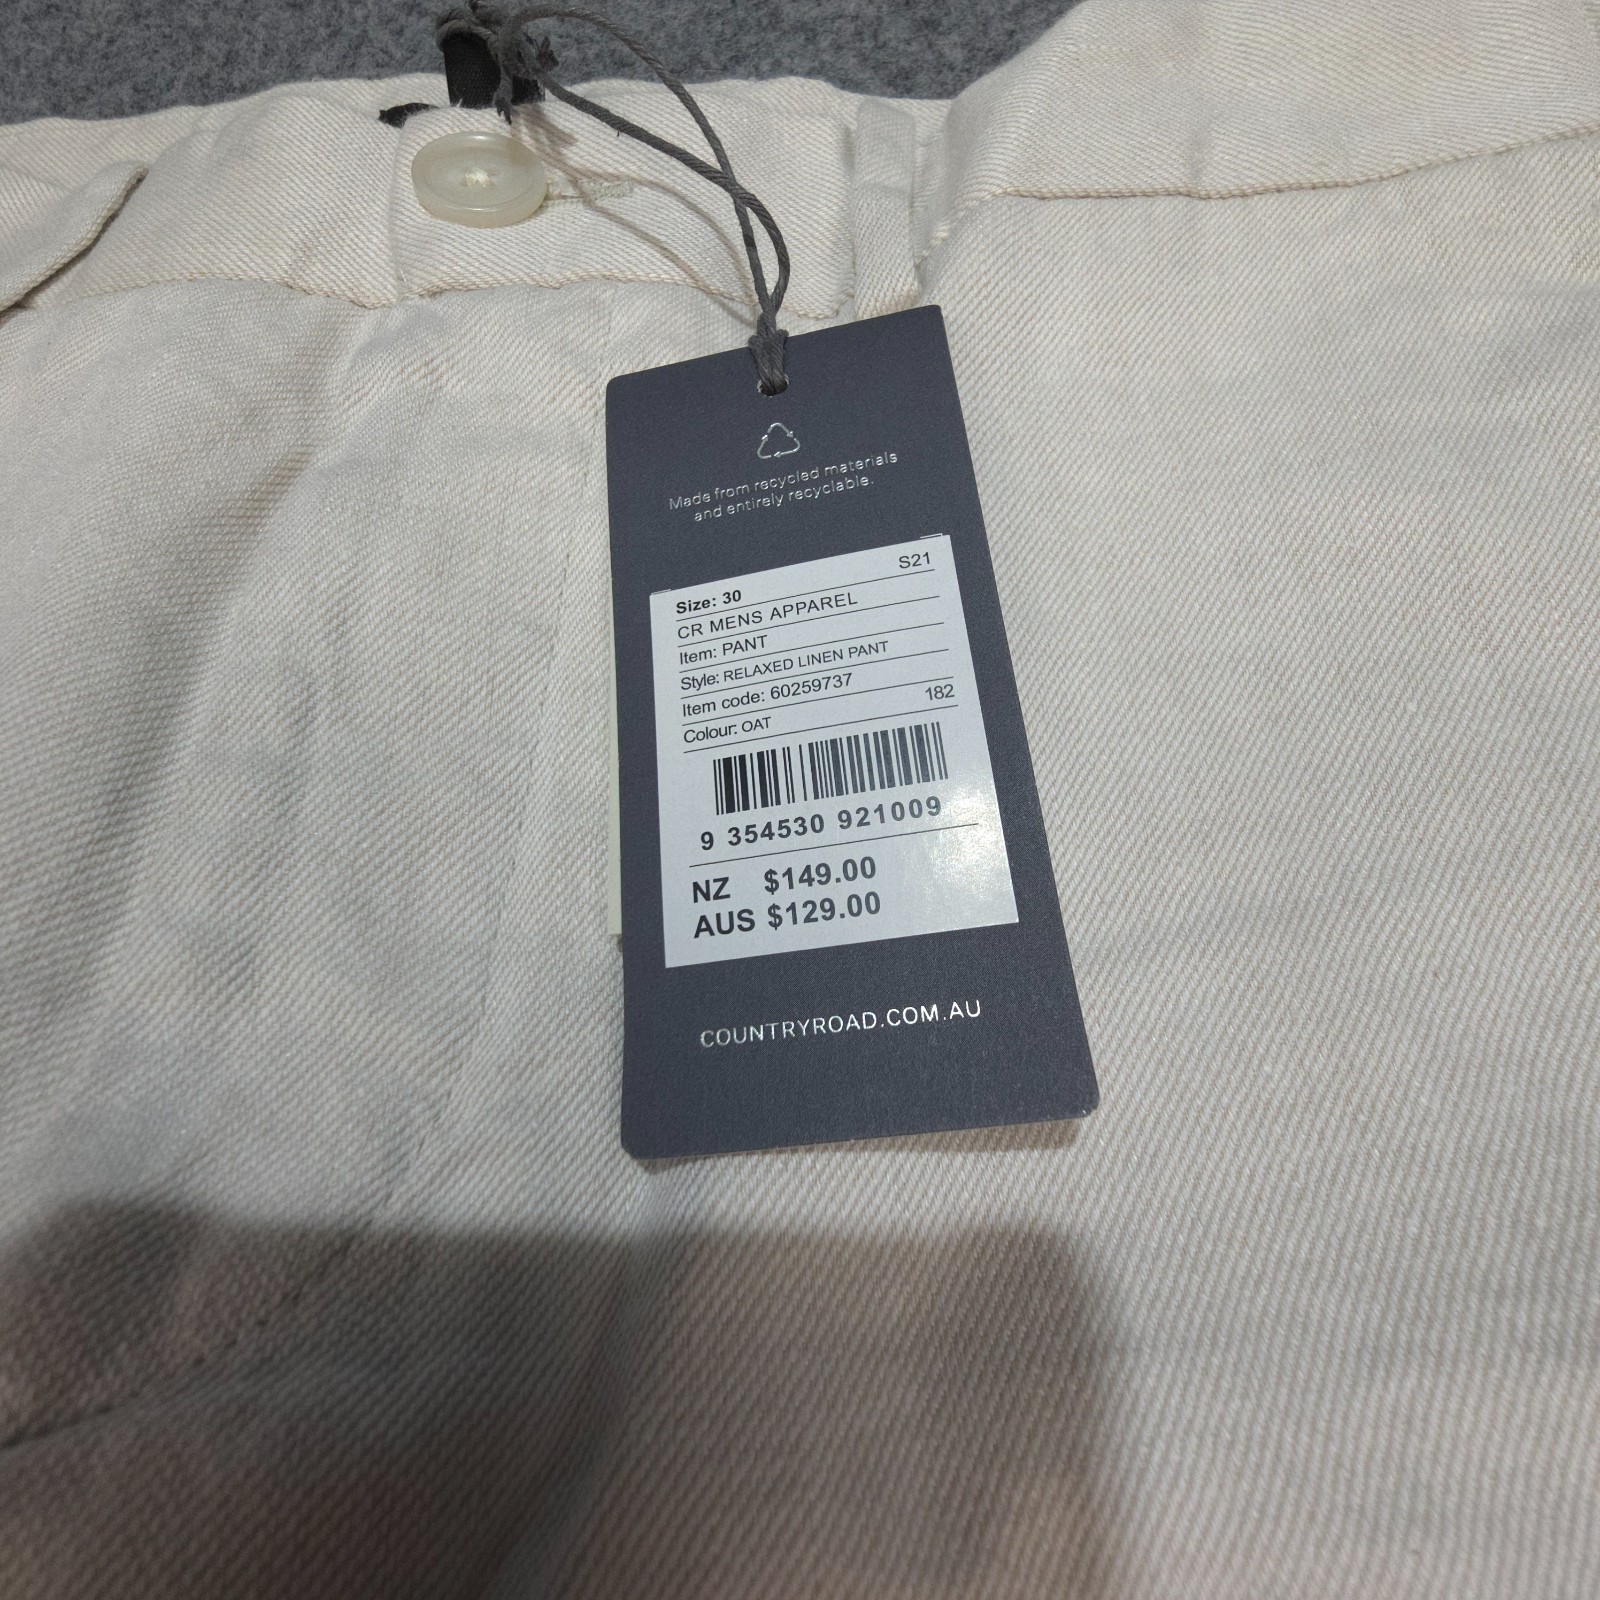 Made from recycled materials
and entirely recyclable.
Size: 30 S21
CR MENS APPAREL
Item: PANT
Style: RELAXED LINEN PANT
Item code: 60259737
Colour: OAT 182
9 354530 921009
NZ $149.00
AUS $129.00
COUNTRYROAD.COM.AU